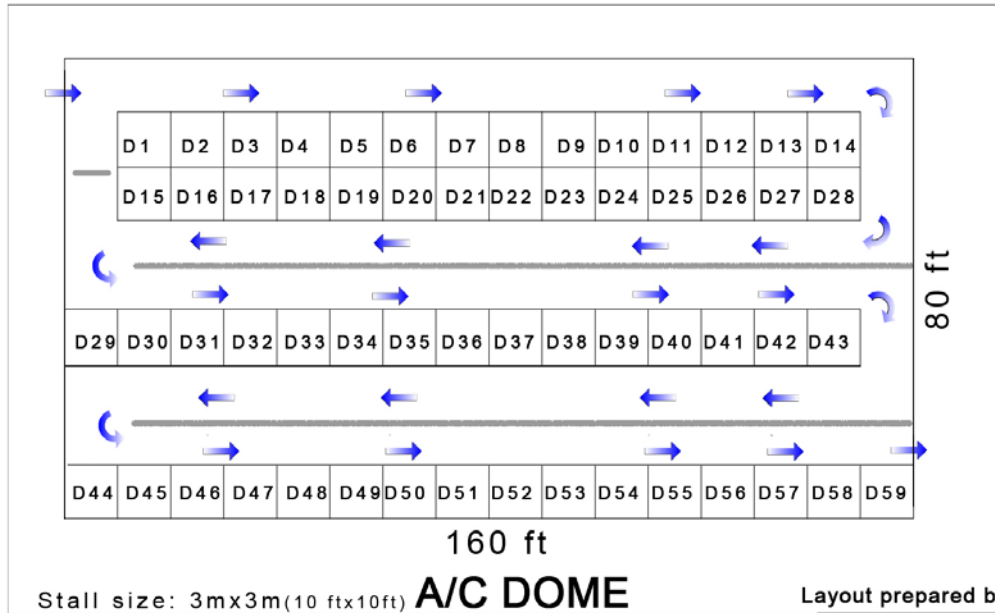 D1 D2 D3 D4 D5 D6 D7 D8 D9 D10 D11 D12 D13 D14
D15 D16 D17 D18 D19 D20 D21 D22 D23 D24 D25 D26 D27 D28
80 ft
D29 D30 D31 D32 D33 D34 D35 D36 D37 D38 D39 D40 D41 D42 D43
D44 D45 D46 D47 D48 D49 D50 D51 D52 D53 D54 D55 D56 D57 D58 D59
160 ft
Stall size: 3mx3m(10 ftx10ft) A/C DOME Layout prepared b